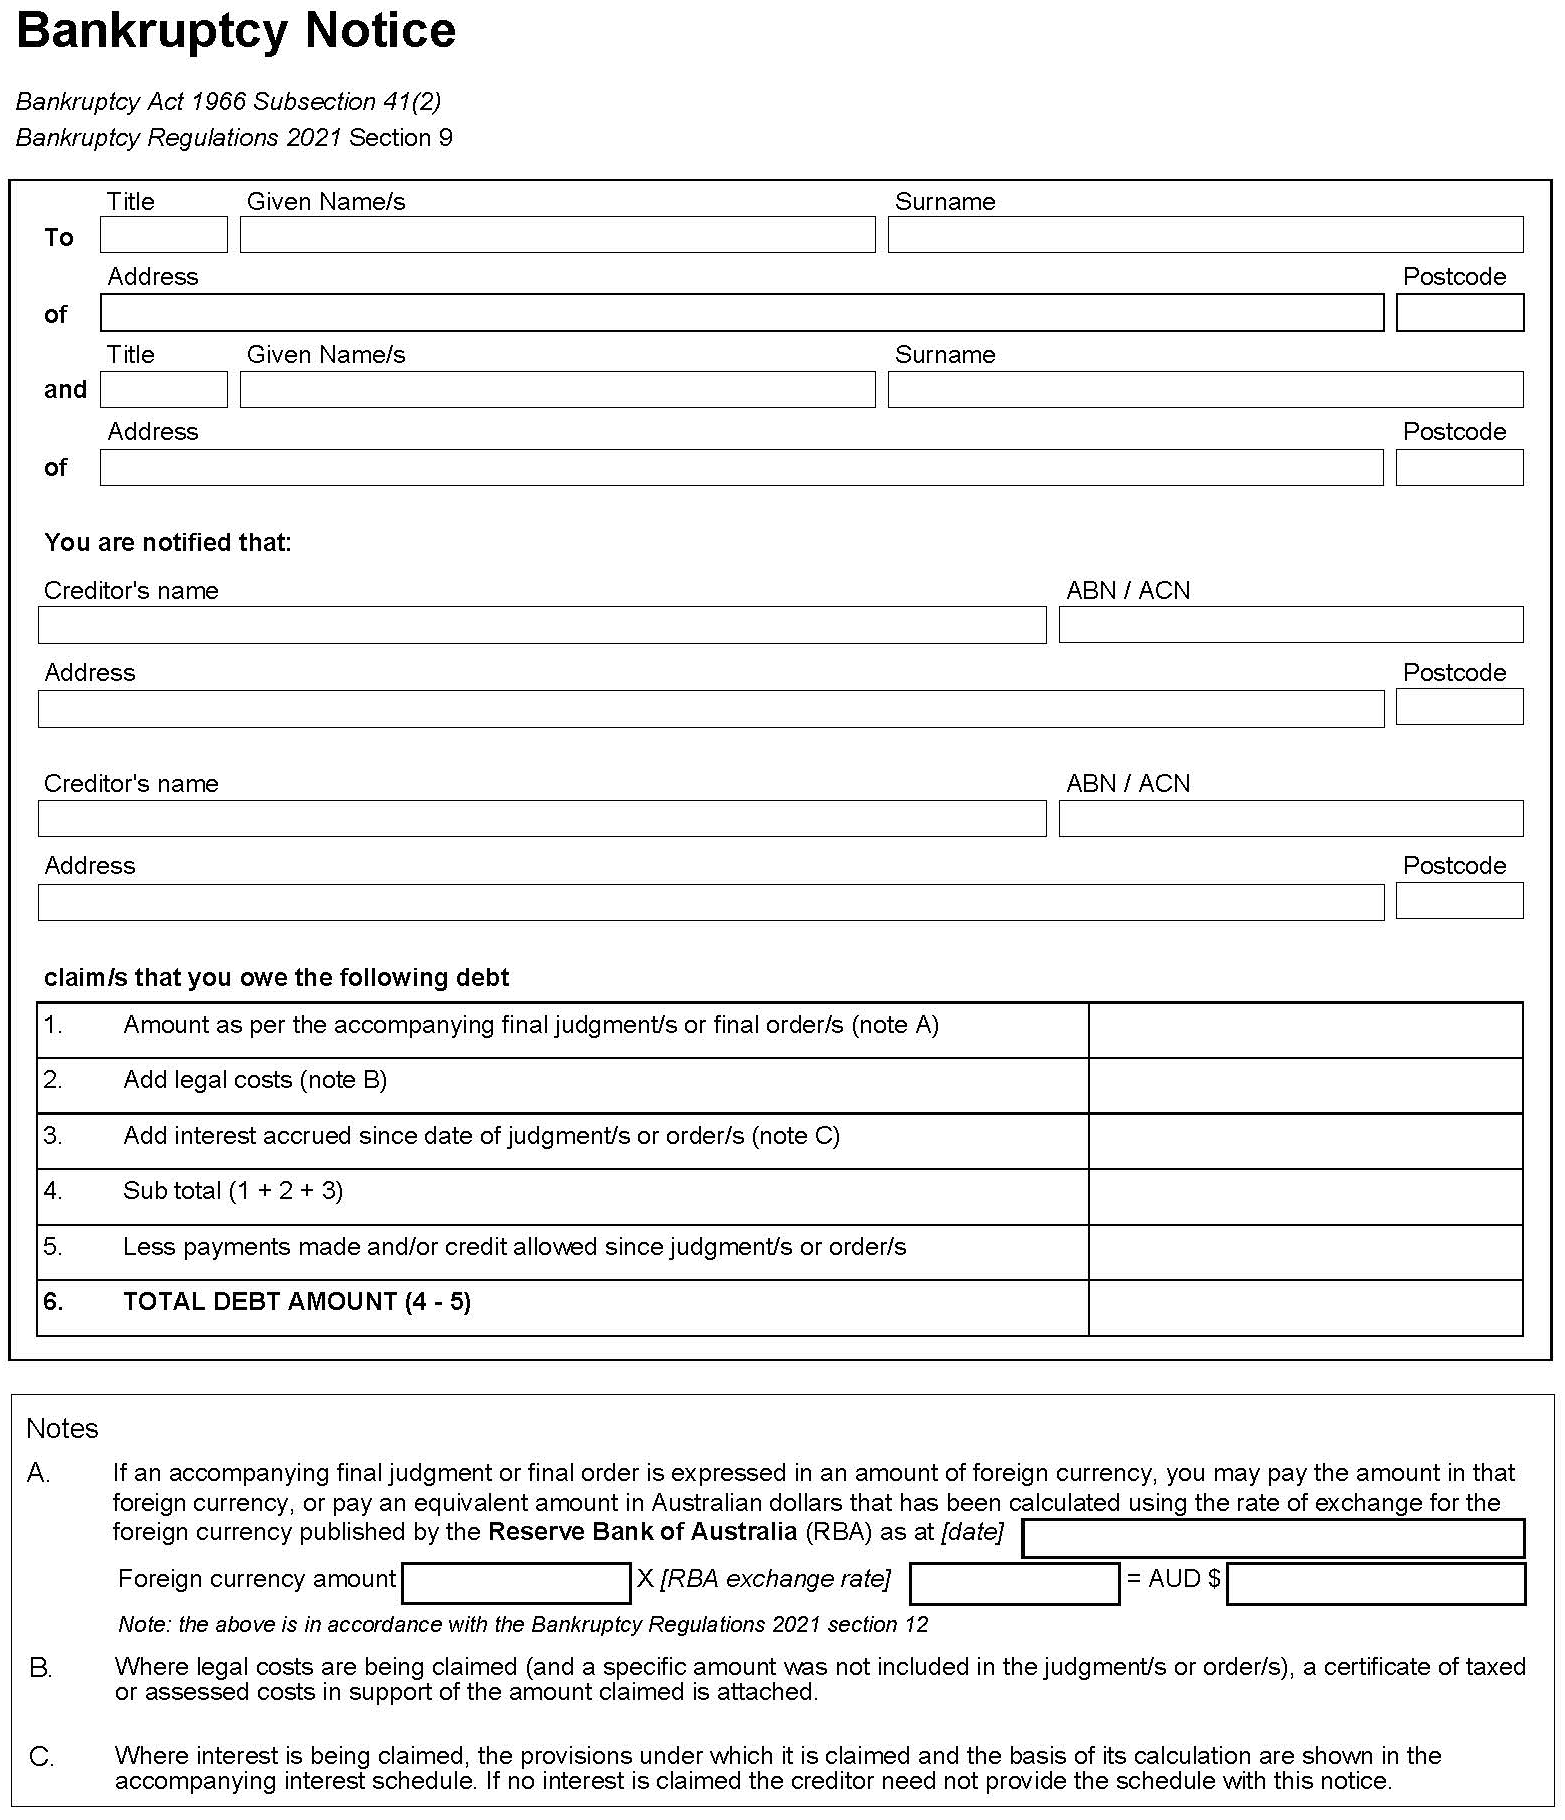 Bankruptcy Notice
Bankruptcy Act 1966 Subsection 41(2)
Bankruptcy Regulations 2021 Section 9
Title Given Name/s Surname
To
Address Postcode
of
Title Given Name/s Surname
and
Address Postcode
of
You are notified that:
Creditor's name ABN / ACN
Address Postcode
Creditor's name ABN / ACN
Address Postcode
claim/s that you owe the following debt
1. Amount as per the accompanying final judgment/s or final order/s (note A)
2. Add legal costs (note B)
3. Add interest accrued since date of judgment/s or order/s (note C)
4. Sub total (1 + 2 + 3)
5. Less payments made and/or credit allowed since judgment/s or order/s
6. TOTAL DEBT AMOUNT (4 - 5)
Notes
A. If an accompanying final judgment or final order is expressed in an amount of foreign currency, you may pay the amount in that
foreign currency, or pay an equivalent amount in Australian dollars that has been calculated using the rate of exchange for the
foreign currency published by the Reserve Bank of Australia (RBA) as at [date]
Foreign currency amount X [RBA exchange rate] = AUD $
Note: the above is in accordance with the Bankruptcy Regulations 2021 section 12
B. Where legal costs are being claimed (and a specific amount was not included in the judgment/s or order/s), a certificate of taxed
or assessed costs in support of the amount claimed is attached.
C. Where interest is being claimed, the provisions under which it is claimed and the basis of its calculation are shown in the
accompanying interest schedule. If no interest is claimed the creditor need not provide the schedule with this notice.